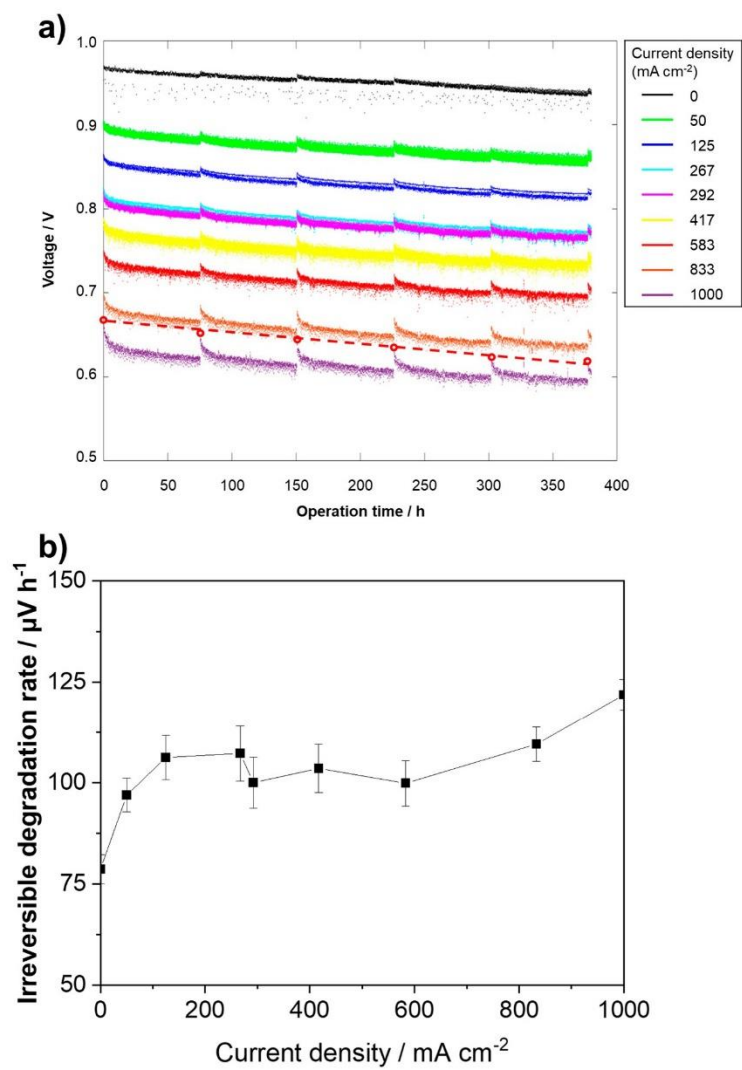 a)
1.0
0.9
0.8
0.7
0.6
0.5
Voltage / V
0 50 100 150 200 250 300 350 400
Operation time / h
Current density
(mA cm-2)
0
50
125
267
292
417
583
833
1000
b)
150
125
100
75
50
Irreversible degradation rate / µV h-1
0 200 400 600 800 1000
Current density / mA cm-2